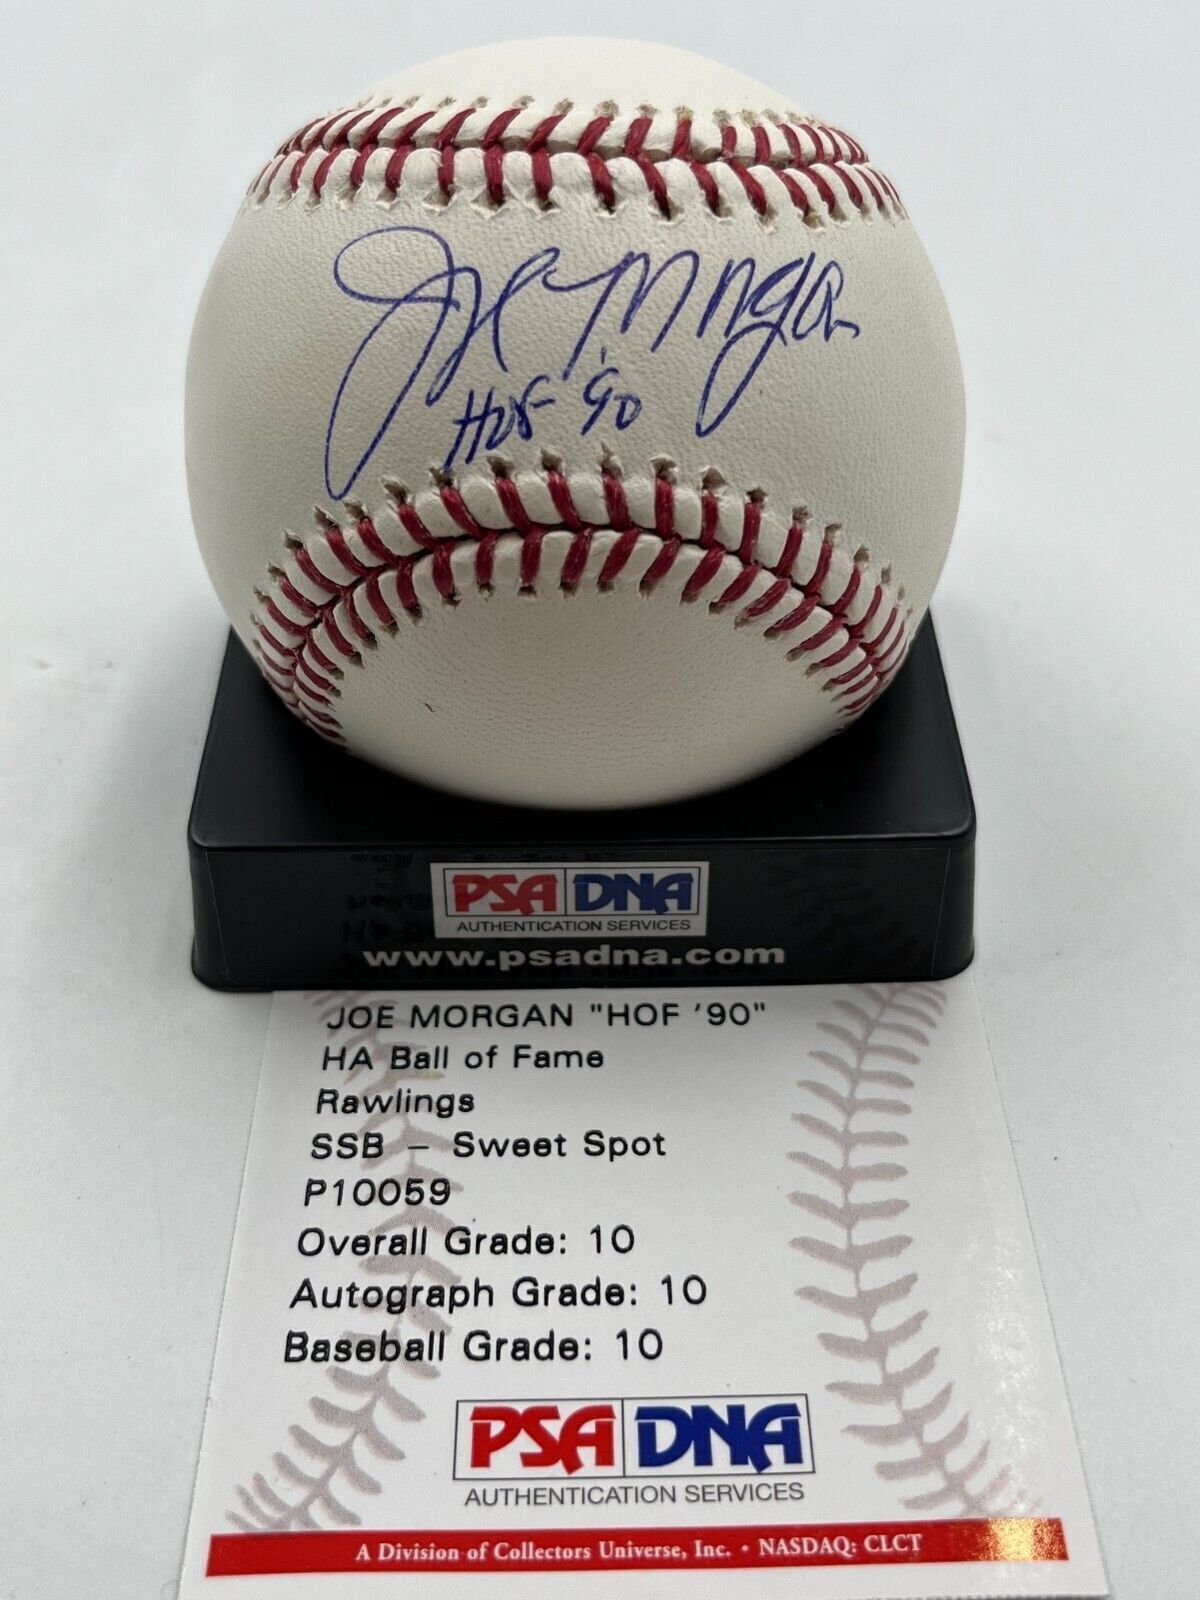 Joe Morgan
HOF '90
PSA DNA
AUTHENTICATION SERVICES
www.psadna.com
JOE MORGAN "HOF '90"
HA Ball of Fame
Rawlings
SSB - Sweet Spot
P10059
Overall Grade: 10
Autograph Grade: 10
Baseball Grade: 10
PSA DNA
AUTHENTICATION SERVICES
A Division of Collectors Universe, Inc. • NASDAQ: CLCT